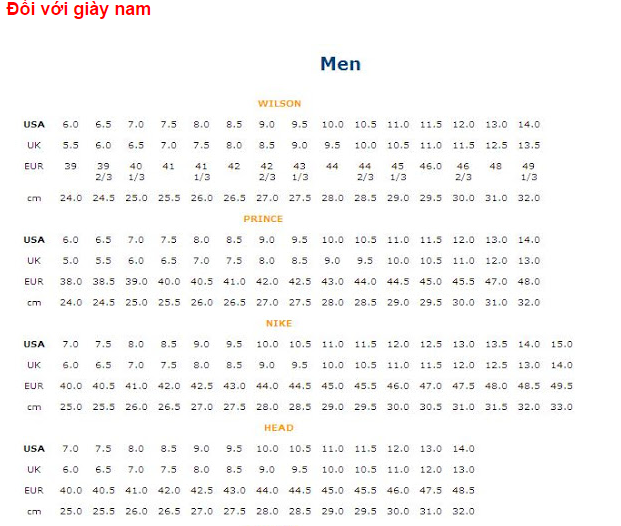 Đối với giày nam
Men
WILSON
USA 6.0 6.5 7.0 7.5 8.0 8.5 9.0 9.5 10.0 10.5 11.0 11.5 12.0 13.0 14.0
UK 5.5 6.0 6.5 7.0 7.5 8.0 8.5 9.0 9.5 10.0 10.5 11.0 11.5 12.5 13.5
EUR 39 39 40 41 41 42 42 43 44 44 45 46.0 46 48 49
2/3 1/3 1/3 2/3 1/3 2/3 1/3 2/3 1/3
cm 24.0 24.5 25.0 25.5 26.0 26.5 27.0 27.5 28.0 28.5 29.0 29.5 30.0 31.0 32.0
PRINCE
USA 6.0 6.5 7.0 7.5 8.0 8.5 9.0 9.5 10.0 10.5 11.0 11.5 12.0 13.0 14.0
UK 5.0 5.5 6.0 6.5 7.0 7.5 8.0 8.5 9.0 9.5 10.0 10.5 11.0 12.0 13.0
EUR 38.0 38.5 39.0 40.0 40.5 41.0 42.0 42.5 43.0 44.0 44.5 45.0 45.5 47.0 48.0
cm 24.0 24.5 25.0 25.5 26.0 26.5 27.0 27.5 28.0 28.5 29.0 29.5 30.0 31.0 32.0
NIKE
USA 7.0 7.5 8.0 8.5 9.0 9.5 10.0 10.5 11.0 11.5 12.0 12.5 13.0 13.5 14.0 15.0
UK 6.0 6.5 7.0 7.5 8.0 8.5 9.0 9.5 10.0 10.5 11.0 11.5 12.0 12.5 13.0 14.0
EUR 40.0 40.5 41.0 42.0 42.5 43.0 44.0 44.5 45.0 45.5 46.0 47.0 47.5 48.0 48.5 49.5
cm 25.0 25.5 26.0 26.5 27.0 27.5 28.0 28.5 29.0 29.5 30.0 30.5 31.0 31.5 32.0 33.0
HEAD
USA 7.0 7.5 8.0 8.5 9.0 9.5 10.0 10.5 11.0 11.5 12.0 13.0 14.0
UK 6.0 6.5 7.0 7.5 8.0 8.5 9.0 9.5 10.0 10.5 11.0 12.0 13.0
EUR 40.0 40.5 41.0 42.0 42.5 43.0 44.0 44.5 45.0 45.5 46.0 47.5 48.5
cm 25.0 25.5 26.0 26.5 27.0 27.5 28.0 28.5 29.0 29.5 30.0 31.0 32.0